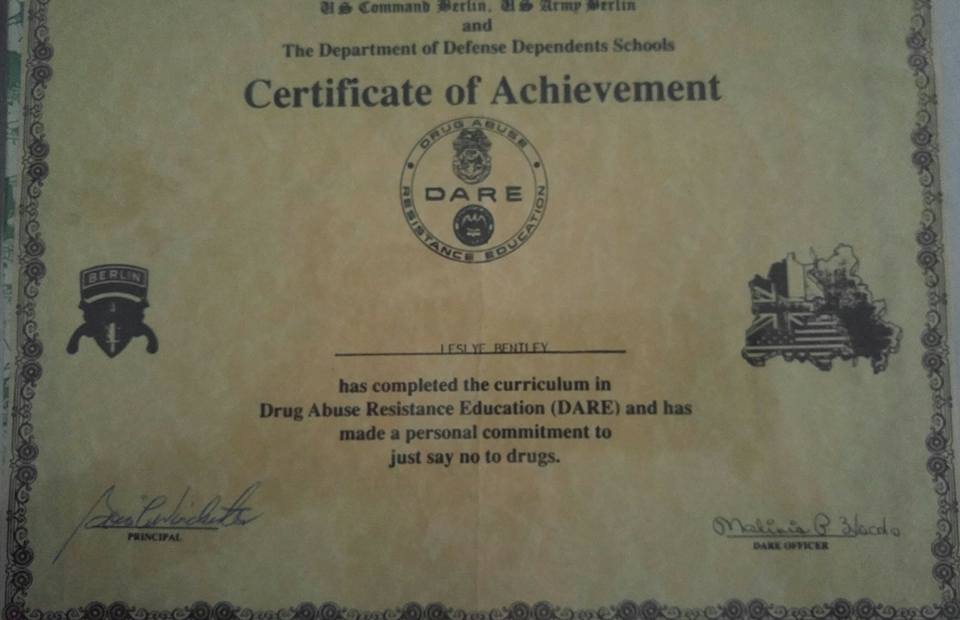 US Command Berlin, US Army Berlin
and
The Department of Defense Dependents Schools
Certificate of Achievement
DRUG ABUSE
DARE
RESISTANCE EDUCATION
BERLIN
LESLYE BENTLEY
has completed the curriculum in
Drug Abuse Resistance Education (DARE) and has
made a personal commitment to
just say no to drugs.
PRINCIPAL
DARE OFFICER